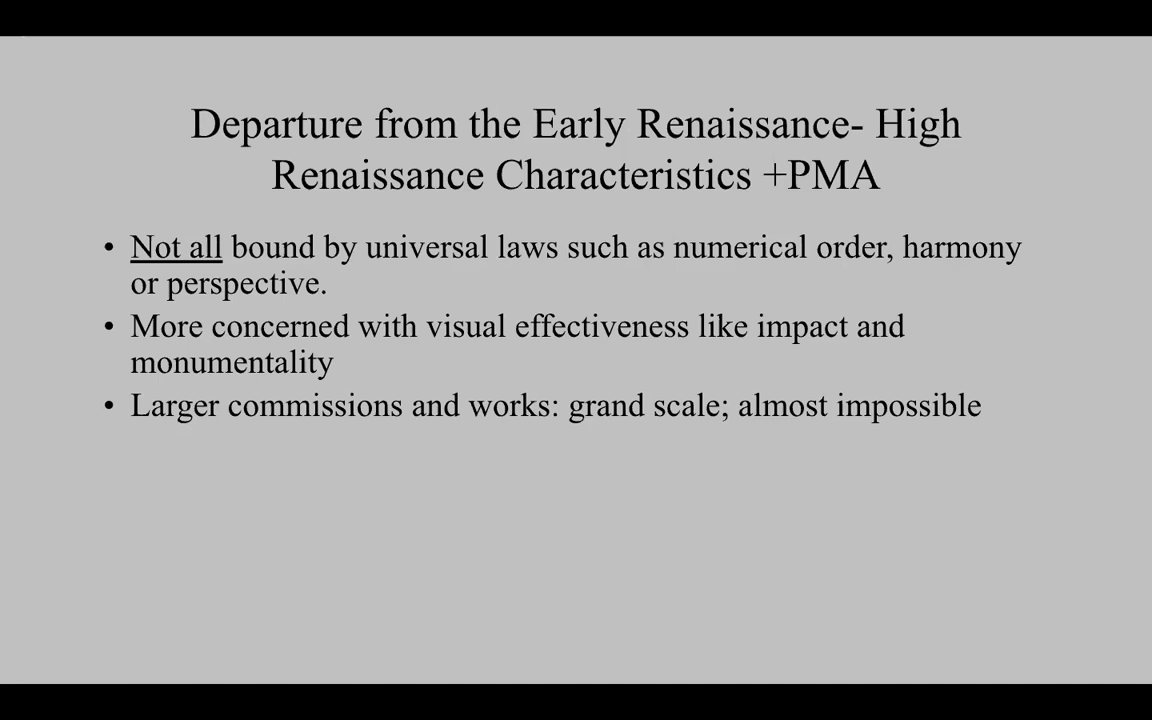 Departure from the Early Renaissance- High
Renaissance Characteristics +PMA
• Not all bound by universal laws such as numerical order, harmony
or perspective.
• More concerned with visual effectiveness like impact and
monumentality
• Larger commissions and works: grand scale; almost impossible